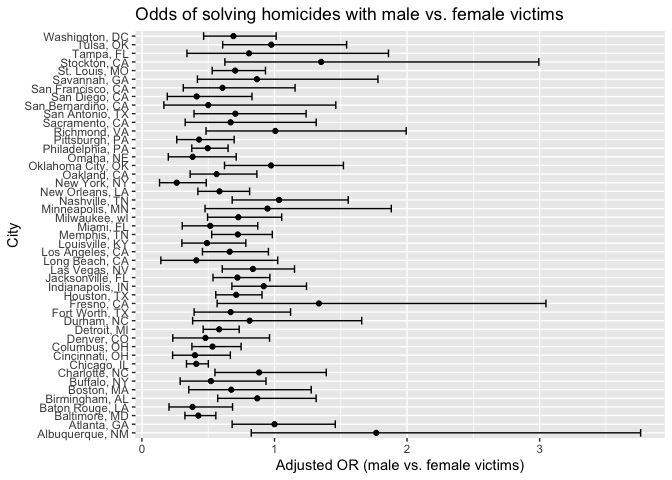 Odds of solving homicides with male vs. female victims
Washington, DC
Tulsa, OK
Tampa, FL
Stockton, CA
St. Louis, MO
Savannah, GA
San Francisco, CA
San Diego, CA
San Bernardino, CA
San Antonio, TX
Sacramento, CA
Richmond, VA
Pittsburgh, PA
Philadelphia, PA
Omaha, NE
Oklahoma City, OK
Oakland, CA
New York, NY
New Orleans, LA
Nashville, TN
Minneapolis, MN
Milwaukee, wI
Miami, FL
Memphis, TN
Louisville, KY
Los Angeles, CA
Long Beach, CA
Las Vegas, NV
Jacksonville, FL
Indianapolis, IN
Houston, TX
Fresno, CA
Fort Worth, TX
Durham, NC
Detroit, MI
Denver, CO
Columbus, OH
Cincinnati, OH
Chicago, IL
Charlotte, NC
Buffalo, NY
Boston, MA
Birmingham, AL
Baton Rouge, LA
Baltimore, MD
Atlanta, GA
Albuquerque, NM
City
0 1 2 3
Adjusted OR (male vs. female victims)